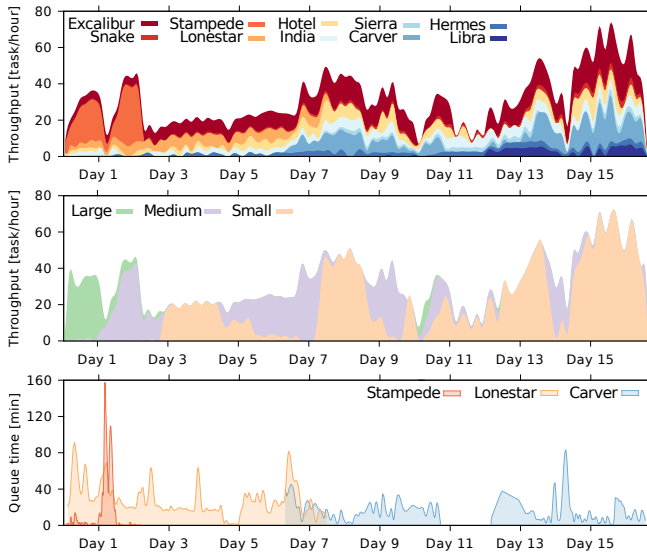 80
60
40
20
0
Throughput [task/hour]
Excalibur Stampede Hotel Sierra Hermes
Snake Lonestar India Carver Libra
Day 1 Day 3 Day 5 Day 7 Day 9 Day 11 Day 13 Day 15
80
60
40
20
0
Throughput [task/hour]
Large Medium Small
Day 1 Day 3 Day 5 Day 7 Day 9 Day 11 Day 13 Day 15
160
120
80
40
0
Queue time [min]
Stampede Lonestar Carver
Day 1 Day 3 Day 5 Day 7 Day 9 Day 11 Day 13 Day 15